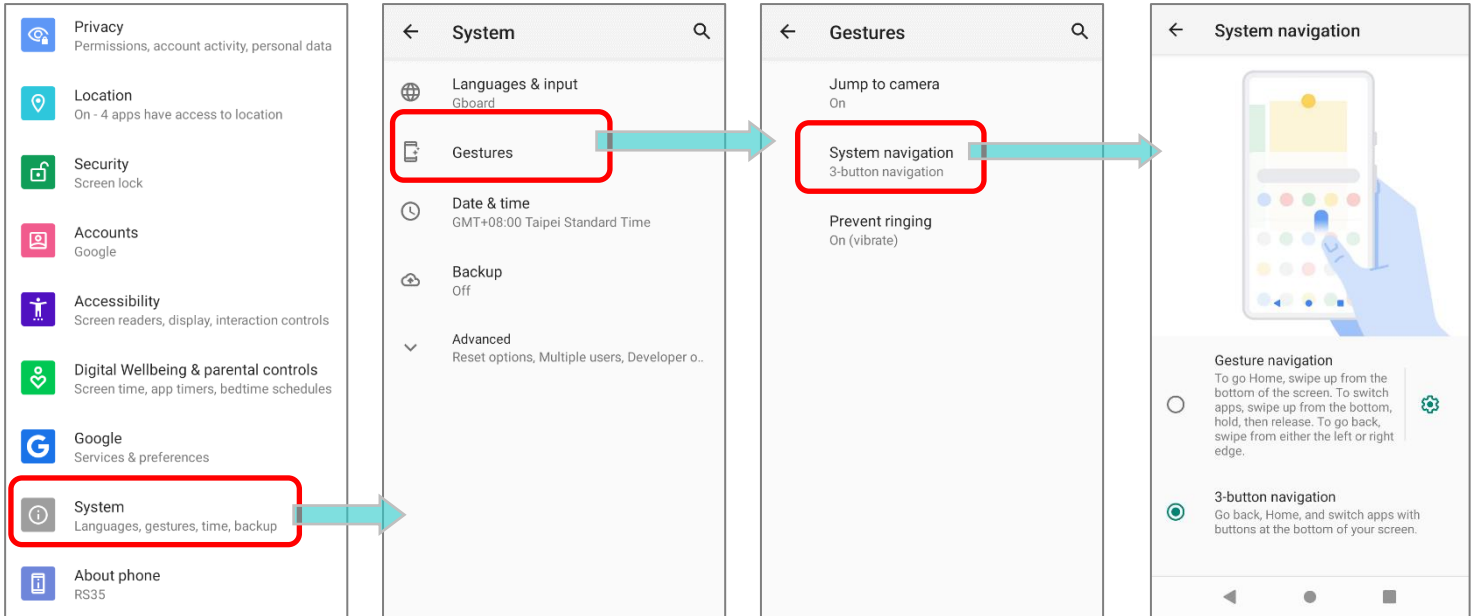 Privacy
Permissions, account activity, personal data
Location
On - 4 apps have access to location
Security
Screen lock
Accounts
Google
Accessibility
Screen readers, display, interaction controls
Digital Wellbeing & parental controls
Screen time, app timers, bedtime schedules
G
Google
Services & preferences
System
Languages, gestures, time, backup
About phone
RS35
System
Languages & input
Gboard
Gestures
Date & time
GMT+08:00 Taipei Standard Time
Backup
Off
Advanced
Reset options, Multiple users, Developer o..
Gestures
Jump to camera
On
System navigation
3-button navigation
Prevent ringing
On (vibrate)
System navigation
Gesture navigation
To go Home, swipe up from the
bottom of the screen. To switch
apps, swipe up from the bottom,
hold, then release. To go back,
swipe from either the left or right
edge.
3-button navigation
Go back, Home, and switch apps with
buttons at the bottom of your screen.